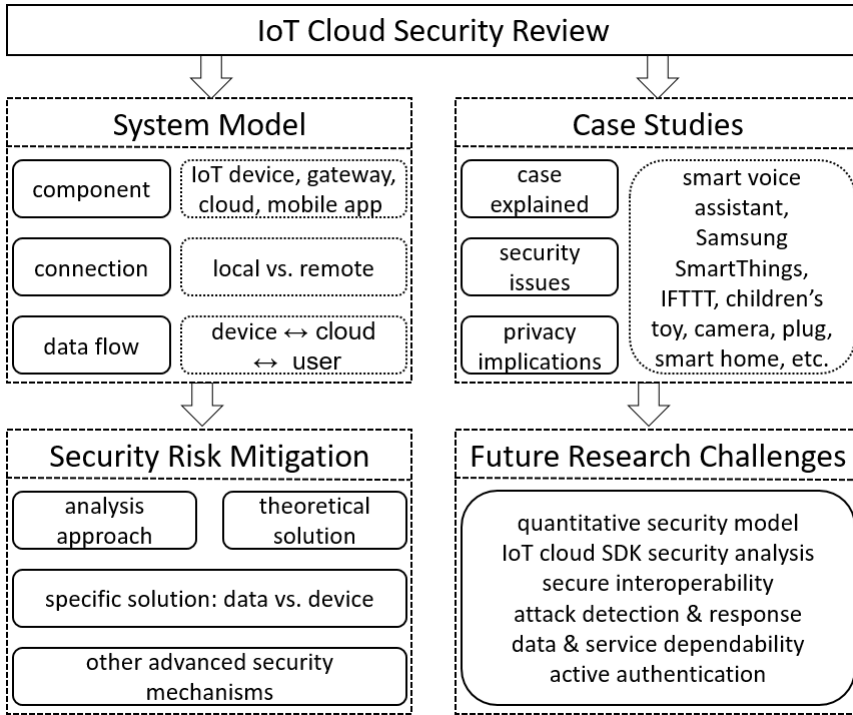 IoT Cloud Security Review
System Model
component
IoT device, gateway,
cloud, mobile app
connection
local vs. remote
data flow
device ↔ cloud
↔ user
Case Studies
case
explained
security
issues
privacy
implications
smart voice
assistant,
Samsung
SmartThings,
IFTTT, children’s
toy, camera, plug,
smart home, etc.
Security Risk Mitigation
analysis
approach
theoretical
solution
specific solution: data vs. device
other advanced security
mechanisms
Future Research Challenges
quantitative security model
IoT cloud SDK security analysis
secure interoperability
attack detection & response
data & service dependability
active authentication